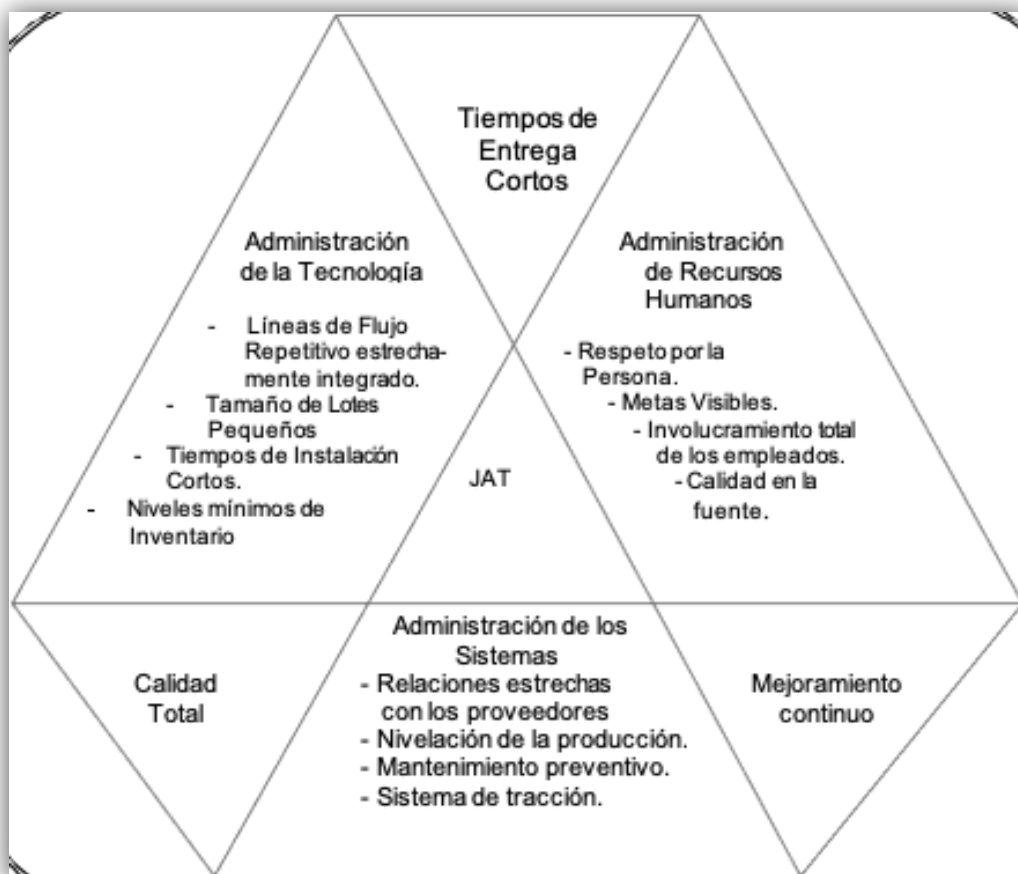 Tiempos de
Entrega
Cortos
Administración
de la Tecnología
- Líneas de Flujo
Repetitivo estrecha-
mente integrado.
- Tamaño de Lotes
Pequeños
- Tiempos de Instalación
Cortos.
- Niveles mínimos de
Inventario
Administración
de Recursos
Humanos
- Respeto por la
Persona.
- Metas Visibles.
- Involucramiento total
de los empleados.
- Calidad en la
fuente.
JAT
Calidad
Total
Administración de los
Sistemas
- Relaciones estrechas
con los proveedores
- Nivelación de la producción.
- Mantenimiento preventivo.
- Sistema de tracción.
Mejoramiento
continuo